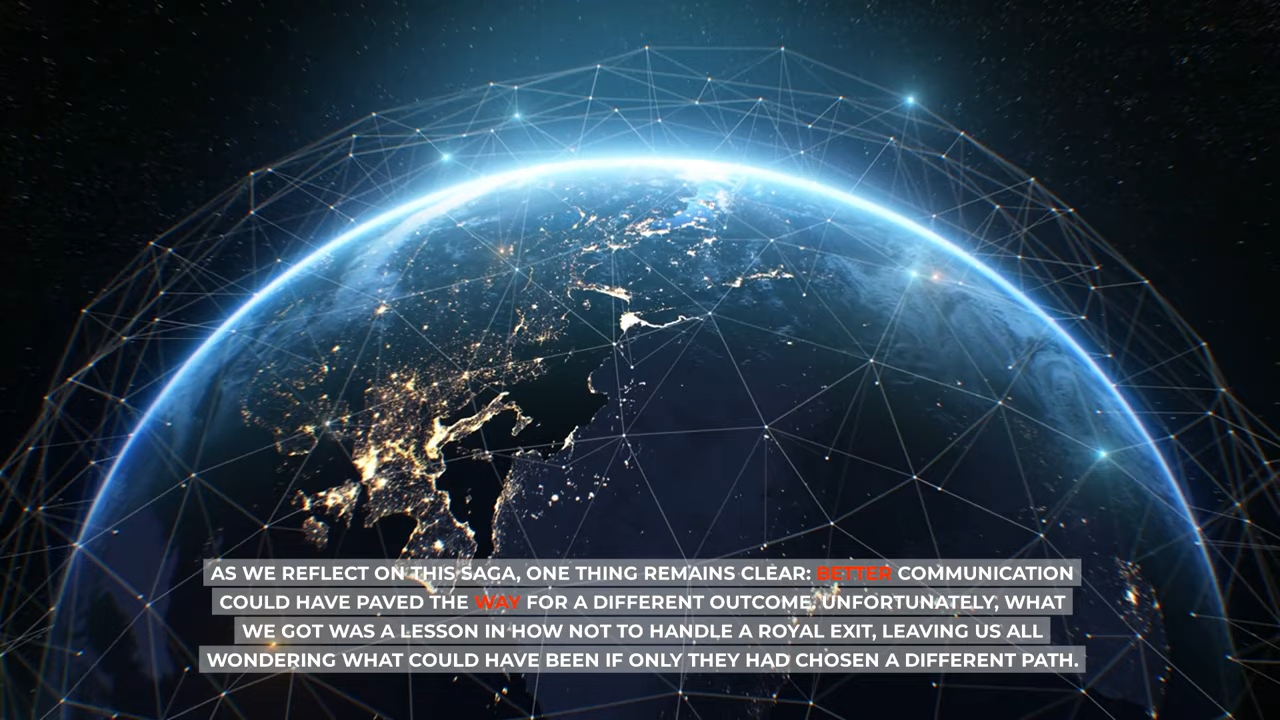 AS WE REFLECT ON THIS SAGA, ONE THING REMAINS CLEAR: BETTER COMMUNICATION
COULD HAVE PAVED THE WAY FOR A DIFFERENT OUTCOME. UNFORTUNATELY, WHAT
WE GOT WAS A LESSON IN HOW NOT TO HANDLE A ROYAL EXIT, LEAVING US ALL
WONDERING WHAT COULD HAVE BEEN IF ONLY THEY HAD CHOSEN A DIFFERENT PATH.